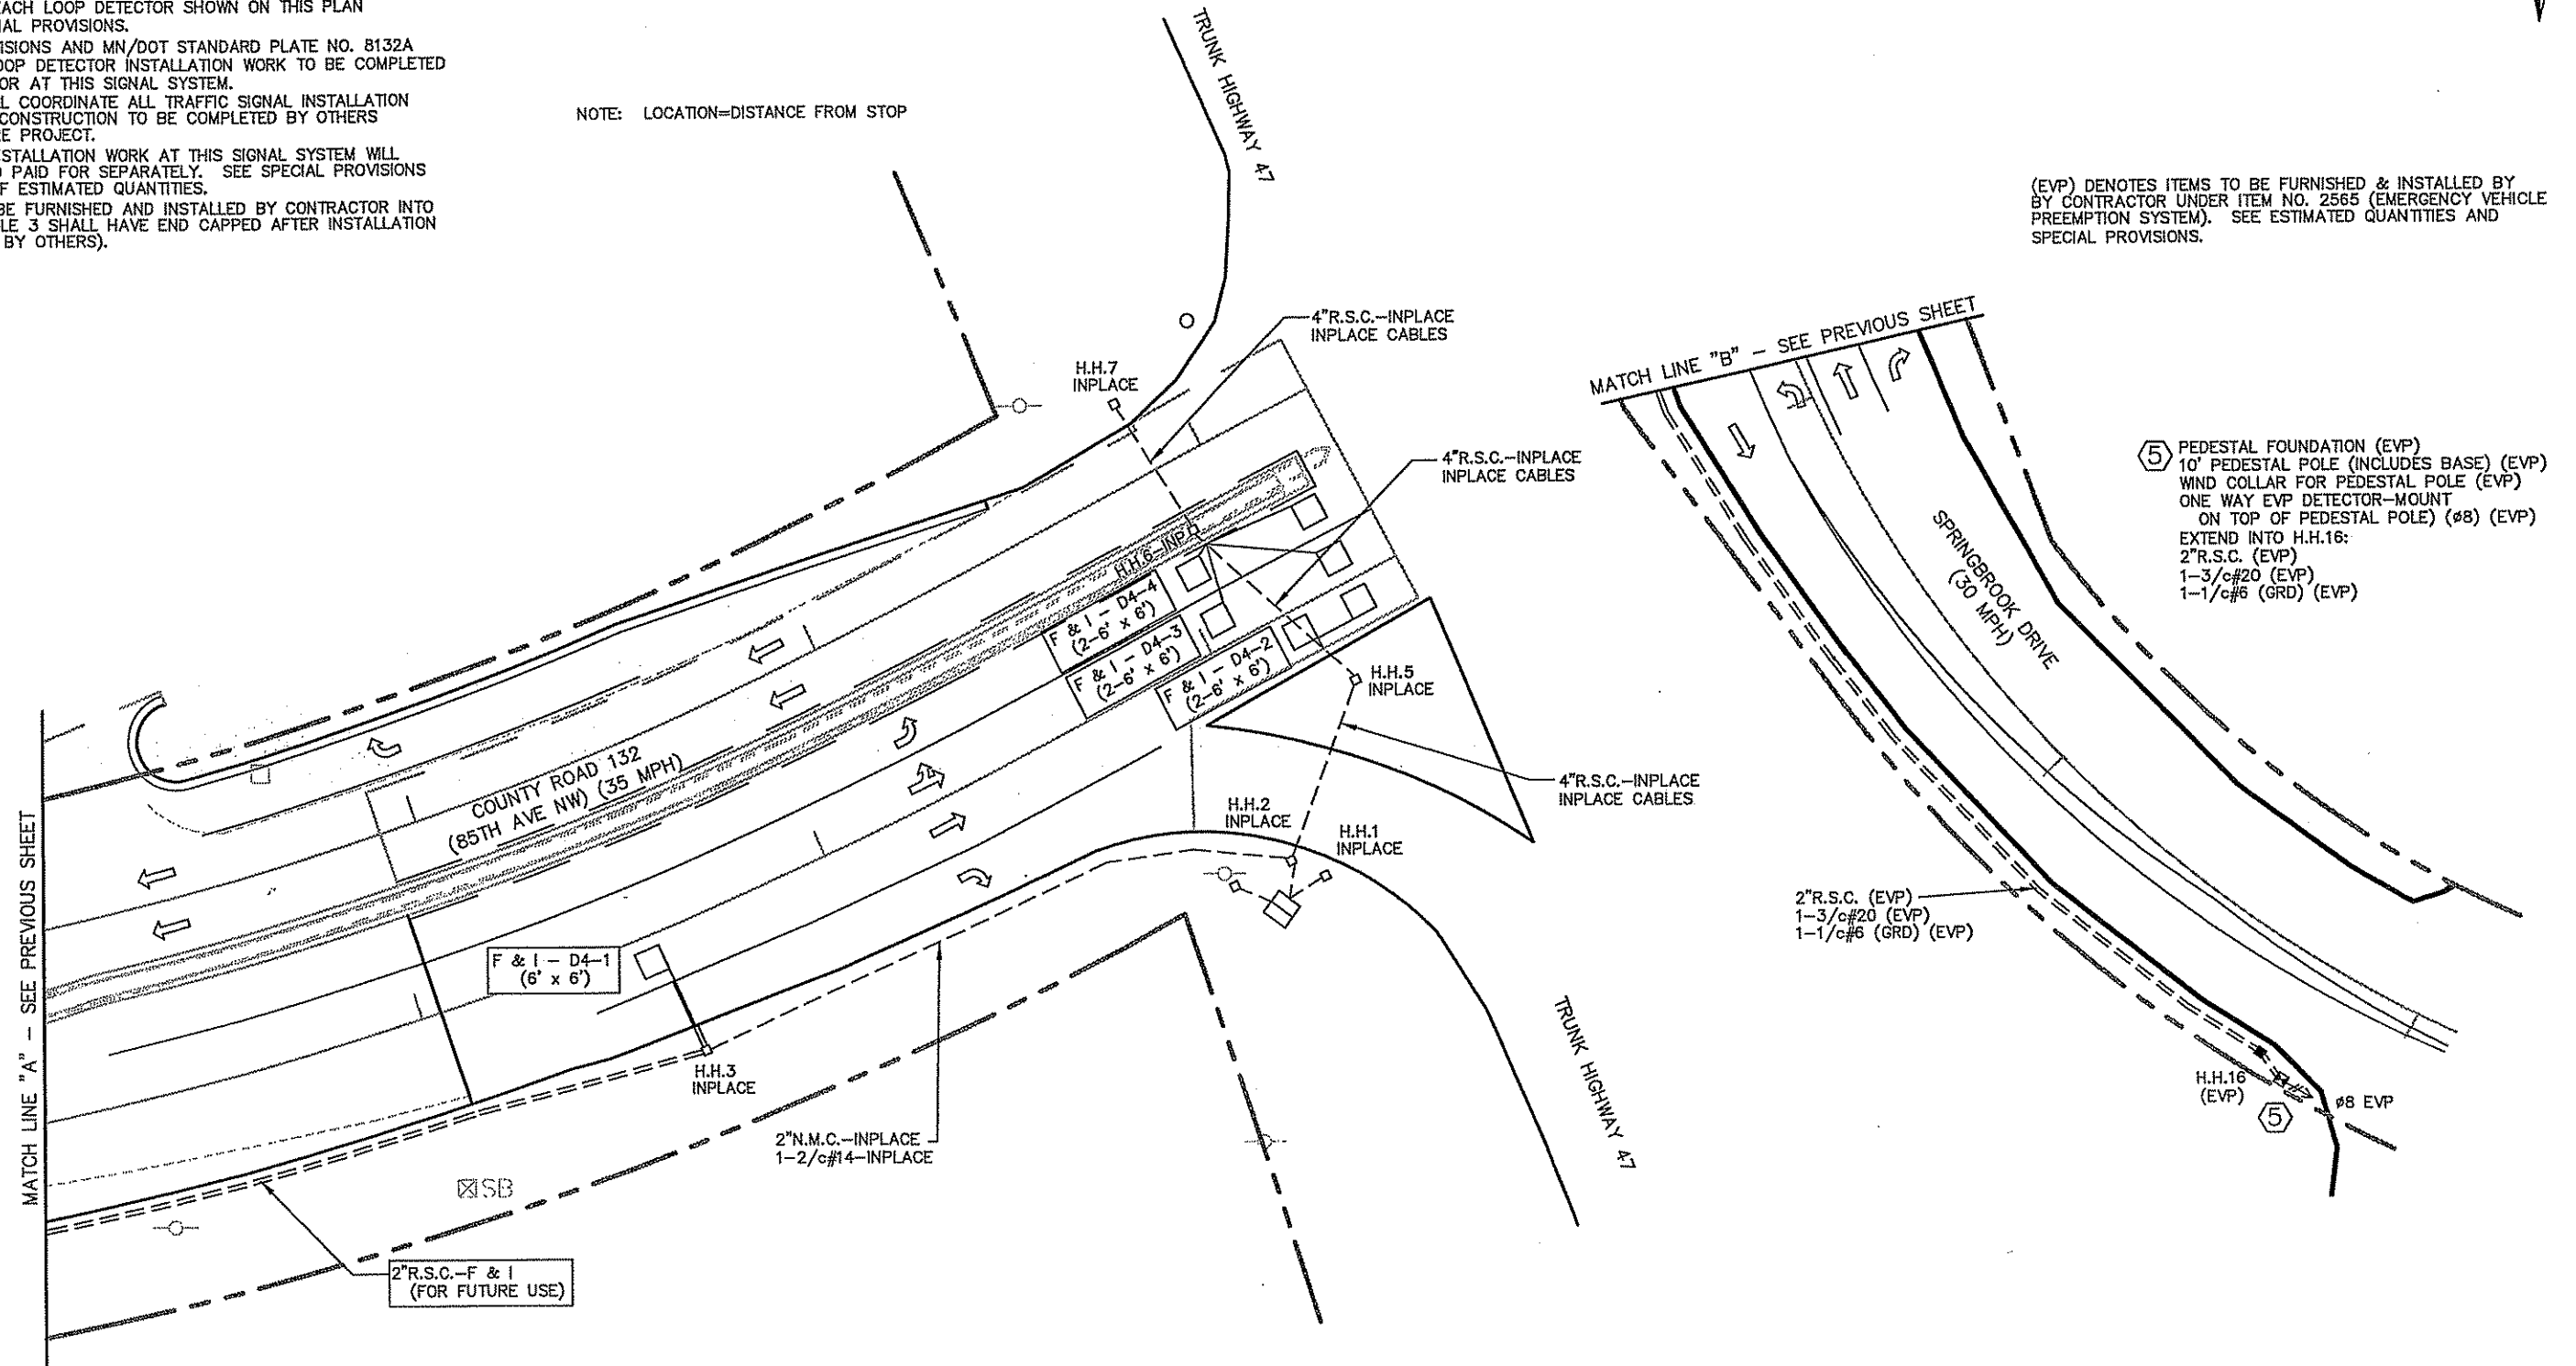 EACH LOOP DETECTOR SHOWN ON THIS PLAN
IAL PROVISIONS.
ISIONS AND MN/DOT STANDARD PLATE NO. 8132A
OOP DETECTOR INSTALLATION WORK TO BE COMPLETED
OR AT THIS SIGNAL SYSTEM.
L COORDINATE ALL TRAFFIC SIGNAL INSTALLATION
CONSTRUCTION TO BE COMPLETED BY OTHERS
RE PROJECT.
STALLATION WORK AT THIS SIGNAL SYSTEM WILL
D PAID FOR SEPARATELY. SEE SPECIAL PROVISIONS
F ESTIMATED QUANTITIES.
BE FURNISHED AND INSTALLED BY CONTRACTOR INTO
LE 3 SHALL HAVE END CAPPED AFTER INSTALLATION
BY OTHERS).
NOTE: LOCATION=DISTANCE FROM STOP
TRUNK HIGHWAY 47
(EVP) DENOTES ITEMS TO BE FURNISHED & INSTALLED BY
BY CONTRACTOR UNDER ITEM NO. 2565 (EMERGENCY VEHICLE
PREEMPTION SYSTEM). SEE ESTIMATED QUANTITIES AND
SPECIAL PROVISIONS.
4"R.S.C.-INPLACE
INPLACE CABLES
H.H.7
INPLACE
4"R.S.C.-INPLACE
INPLACE CABLES
H.H.6-INP
F & I - D4-4
(2-6' x 6')
F & I - D4-3
(2-6' x 6')
F & I - D4-2
(2-6' x 6')
H.H.5
INPLACE
4"R.S.C.-INPLACE
INPLACE CABLES
COUNTY ROAD 132
(85TH AVE NW) (35 MPH)
H.H.2
INPLACE
H.H.1
INPLACE
MATCH LINE "A" - SEE PREVIOUS SHEET
F & I - D4-1
(6' x 6')
H.H.3
INPLACE
2"N.M.C.-INPLACE
1-2/c#14-INPLACE
SB
2"R.S.C.-F & I
(FOR FUTURE USE)
TRUNK HIGHWAY 47
MATCH LINE "B" - SEE PREVIOUS SHEET
SPRINGBROOK DRIVE
(30 MPH)
5
PEDESTAL FOUNDATION (EVP)
10' PEDESTAL POLE (INCLUDES BASE) (EVP)
WIND COLLAR FOR PEDESTAL POLE (EVP)
ONE WAY EVP DETECTOR-MOUNT
ON TOP OF PEDESTAL POLE) (ø8) (EVP)
EXTEND INTO H.H.16:
2"R.S.C. (EVP)
1-3/c#20 (EVP)
1-1/c#6 (GRD) (EVP)
2"R.S.C. (EVP)
1-3/c#20 (EVP)
1-1/c#6 (GRD) (EVP)
H.H.16
(EVP)
5
ø8 EVP